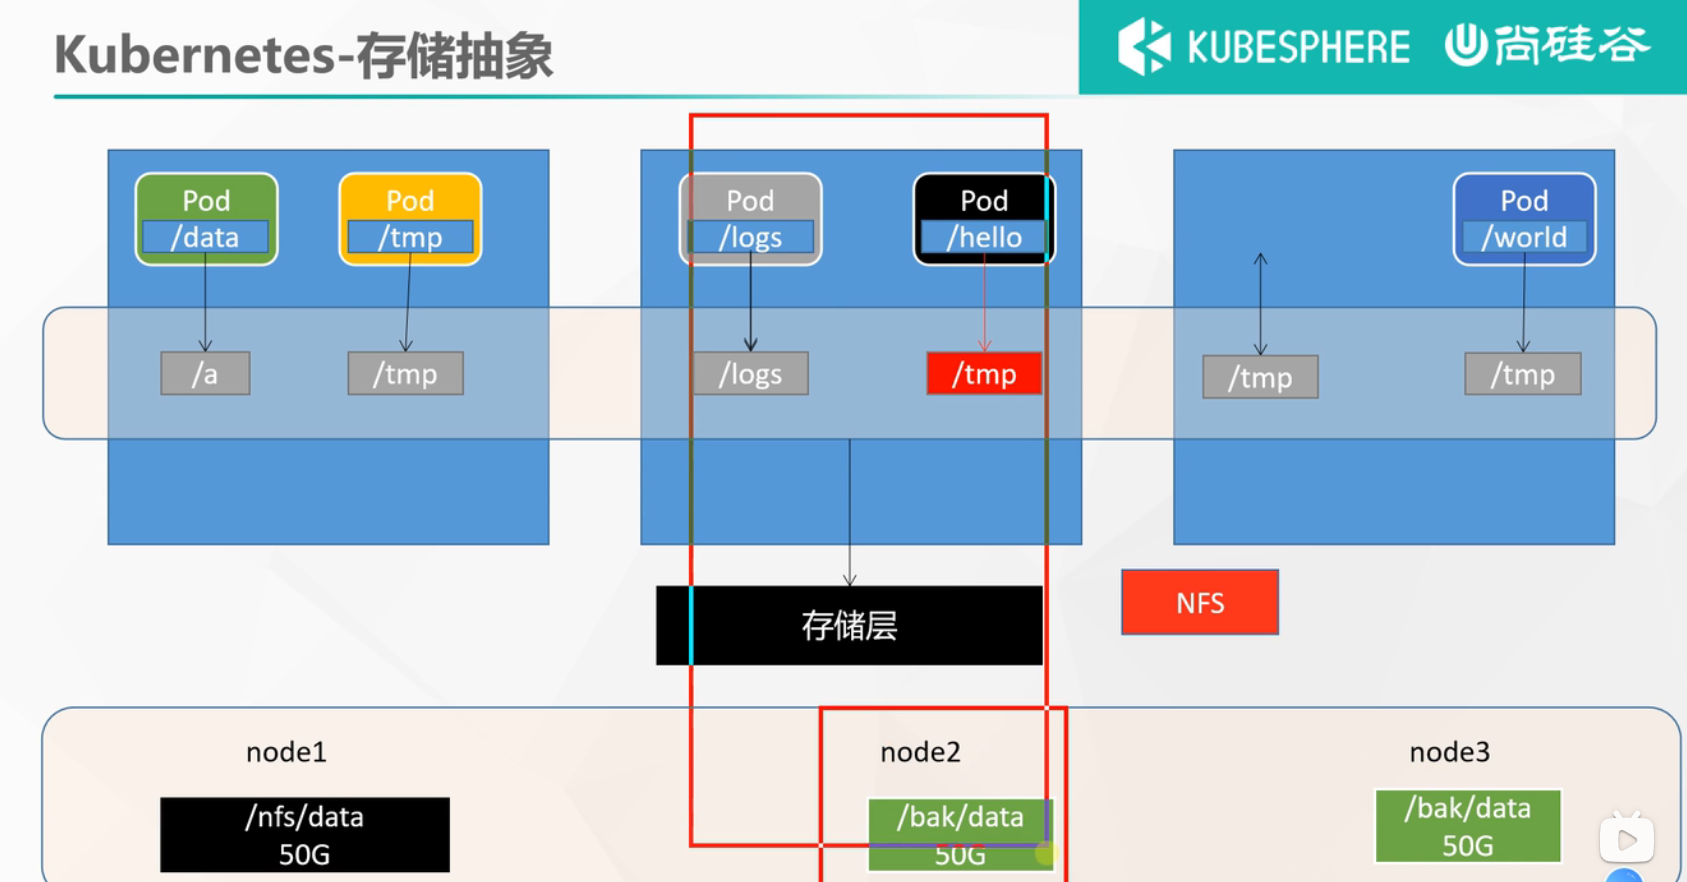 Kubernetes-存储抽象
KUBESPHERE
尚硅谷
Pod
/data
Pod
/tmp
Pod
/logs
Pod
/hello
Pod
/world
/a
/tmp
/logs
/tmp
/tmp
/tmp
存储层
NFS
node1
node2
node3
/nfs/data
50G
/bak/data
50G
/bak/data
50G